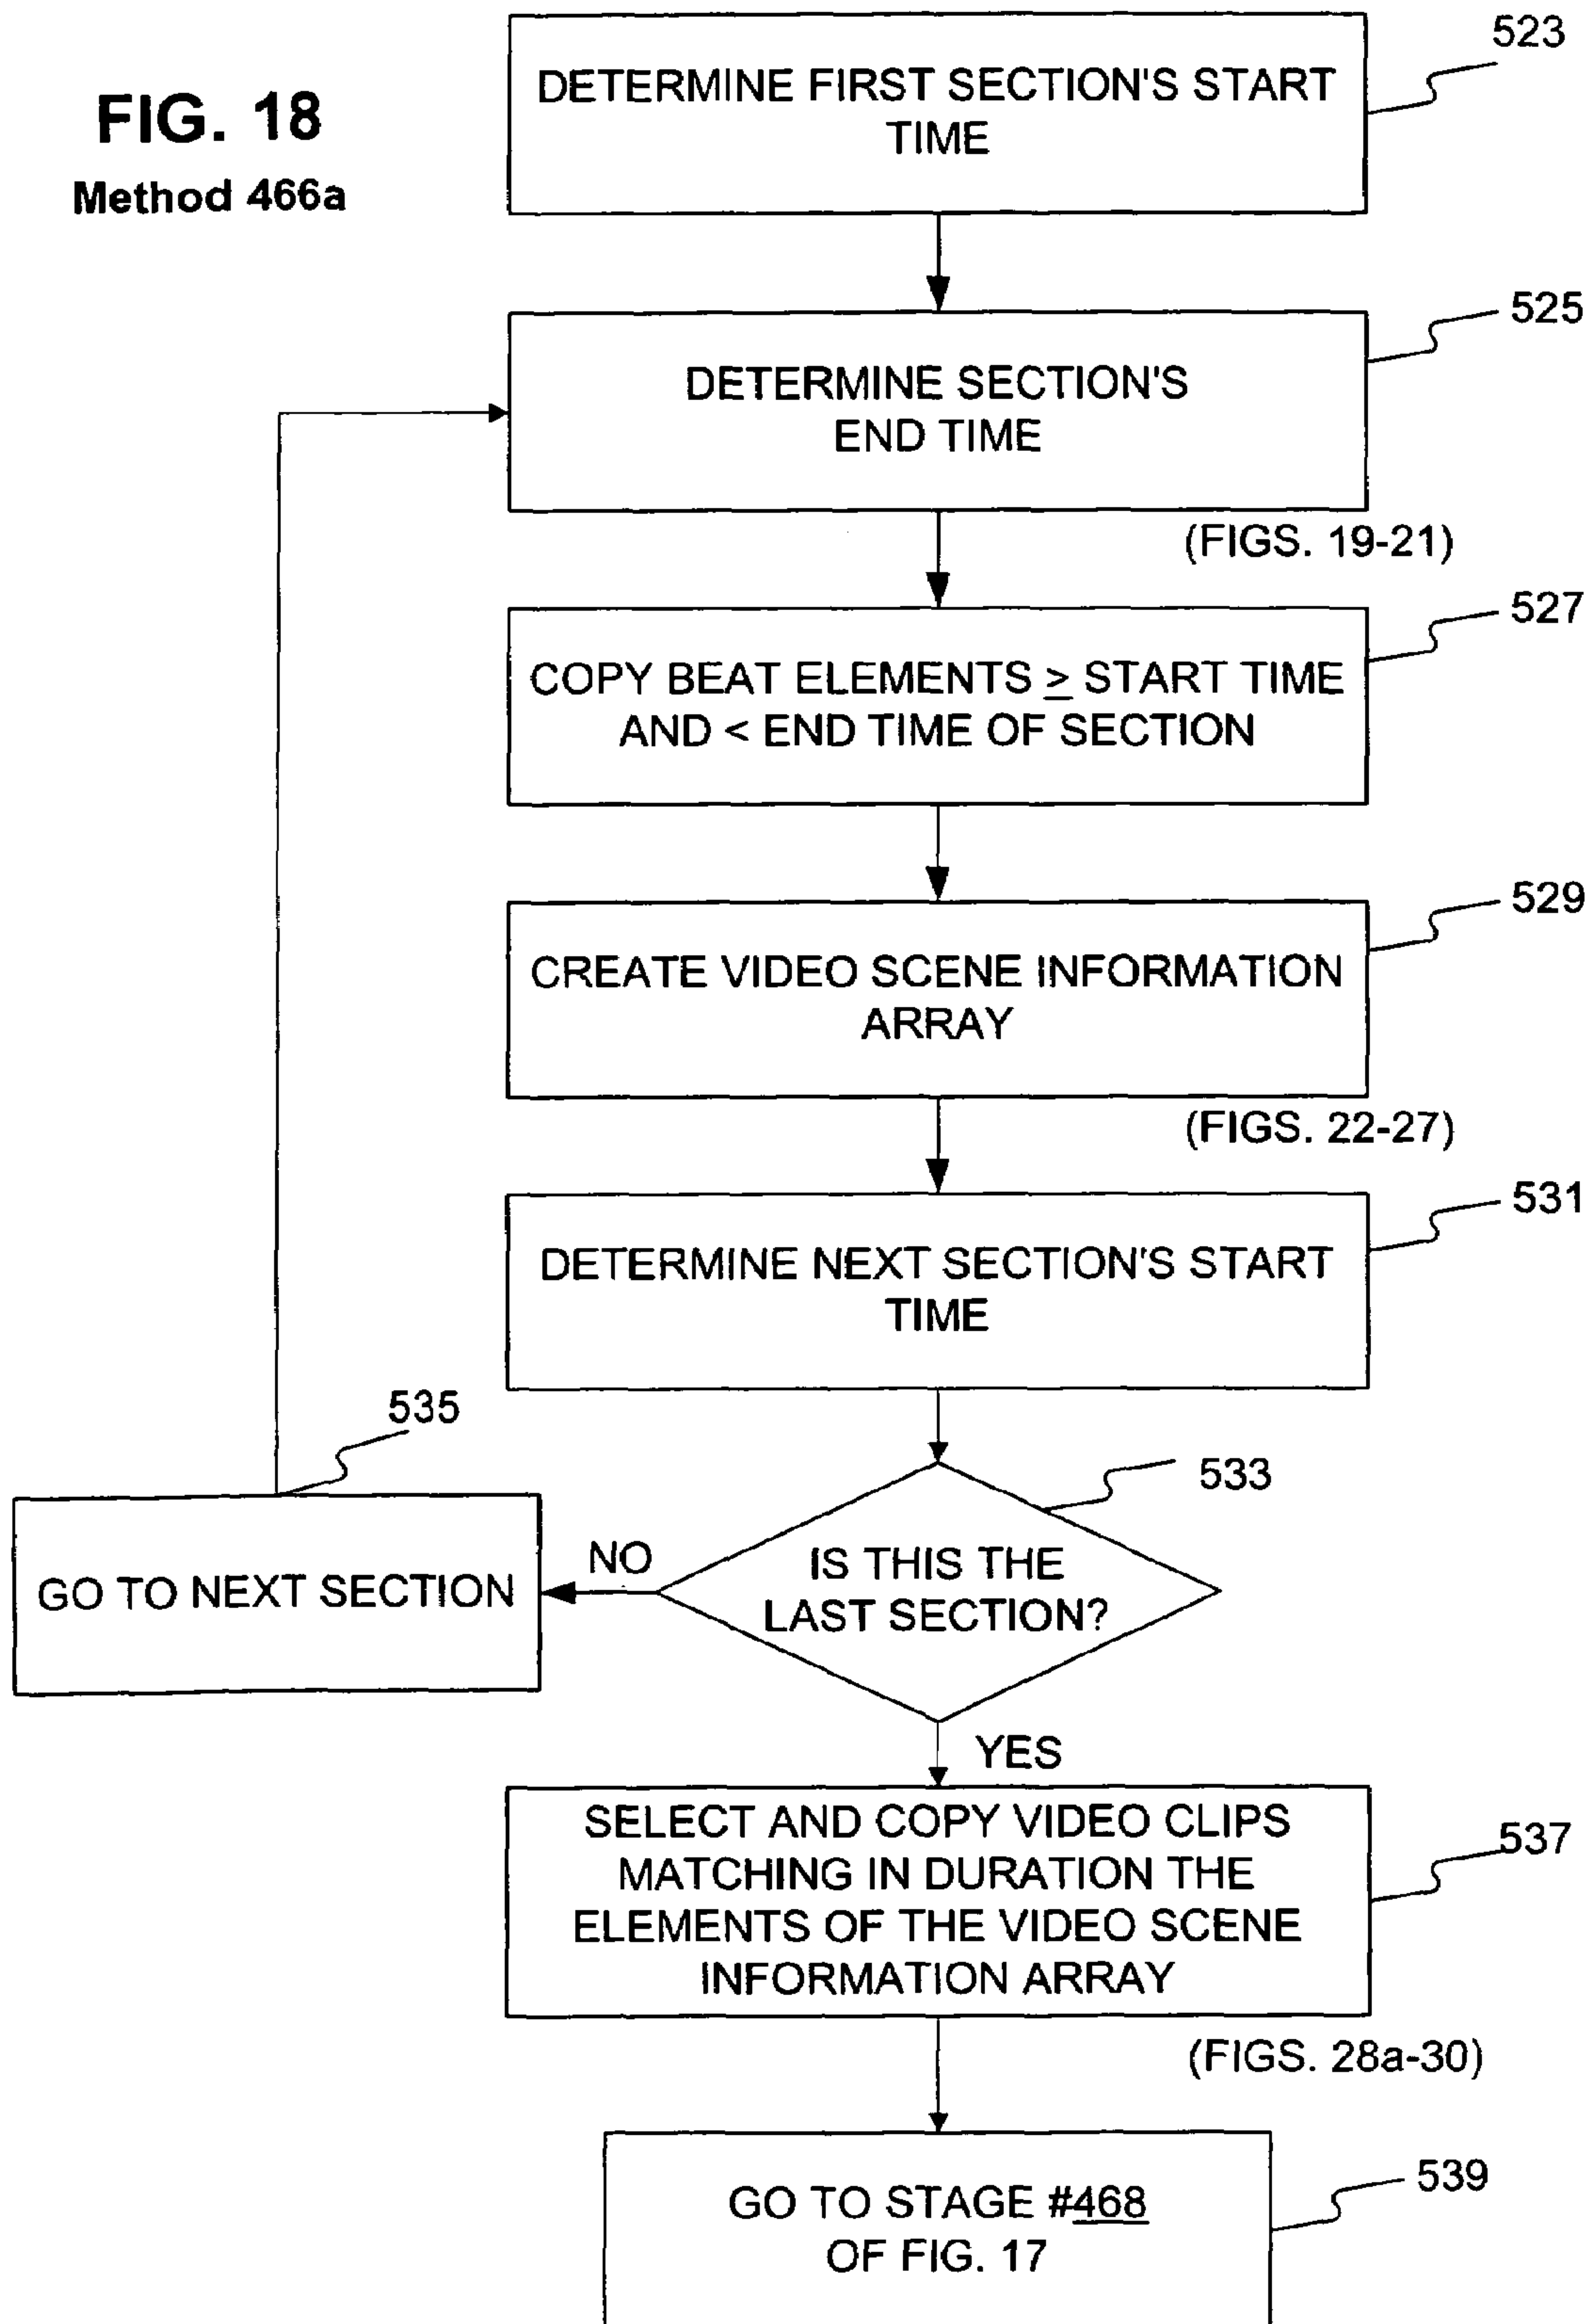 FIG. 18
Method 466a
523
DETERMINE FIRST SECTION'S START
TIME
525
DETERMINE SECTION'S
END TIME
(FIGS. 19-21)
527
COPY BEAT ELEMENTS ≥ START TIME
AND < END TIME OF SECTION
529
CREATE VIDEO SCENE INFORMATION
ARRAY
(FIGS. 22-27)
531
DETERMINE NEXT SECTION'S START
TIME
535
533
GO TO NEXT SECTION
NO
IS THIS THE
LAST SECTION?
YES
537
SELECT AND COPY VIDEO CLIPS
MATCHING IN DURATION THE
ELEMENTS OF THE VIDEO SCENE
INFORMATION ARRAY
(FIGS. 28a-30)
539
GO TO STAGE #468
OF FIG. 17